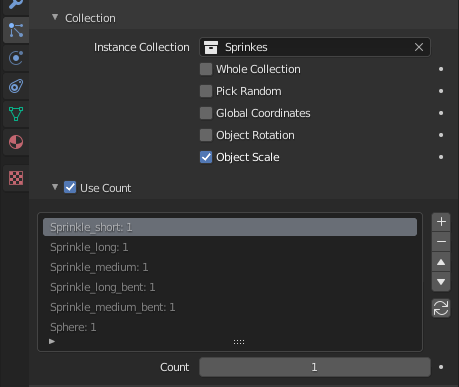 Collection
Instance Collection Sprinkes
Whole Collection
Pick Random
Global Coordinates
Object Rotation
Object Scale
Use Count
Sprinkle_short: 1
Sprinkle_long: 1
Sprinkle_medium: 1
Sprinkle_long_bent: 1
Sprinkle_medium_bent: 1
Sphere: 1
Count 1